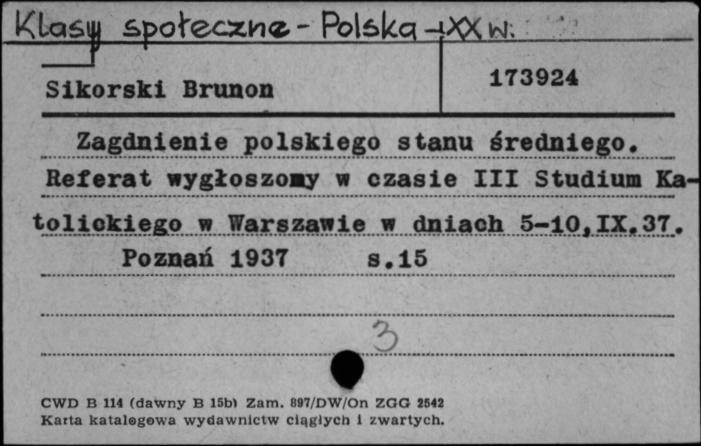 Klasy społeczne - Polska - XX w.
Sikorski Brunon 173924
Zagdnienie polskiego stanu średniego.
Referat wygłoszony w czasie III Studium Ka-
tolickiego w Warszawie w dniach 5-10,IX.37.
Poznań 1937 s.15
3
CWD B 114 (dawny B 15b) Zam. 897/DW/On ZGG 2542
Karta katalogowa wydawnictw ciągłych i zwartych.